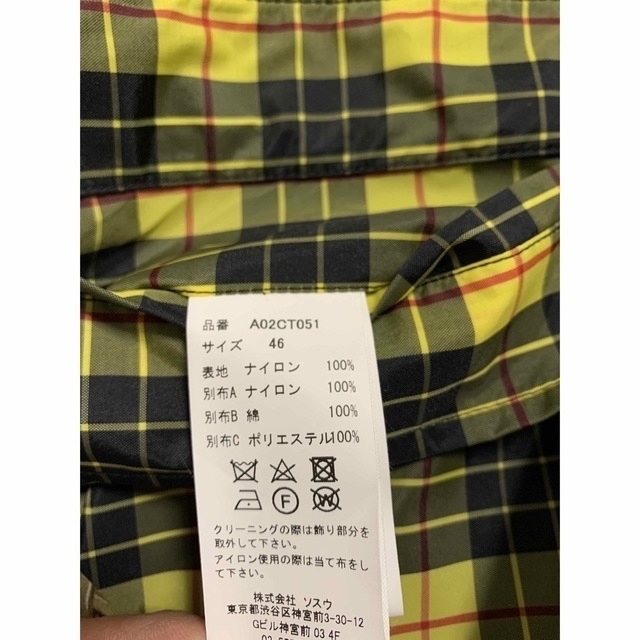 品番 A02CT051
サイズ 46
表地 ナイロン 100%
別布A ナイロン 100%
別布B 綿 100%
別布C ポリエステル100%
F W
クリーニングの際は飾り部分を
取外して下さい。
アイロン使用の際は当て布をし
て下さい。
株式会社 ソスウ
東京都渋谷区神宮前3-30-12
Gビル神宮前 03 4F